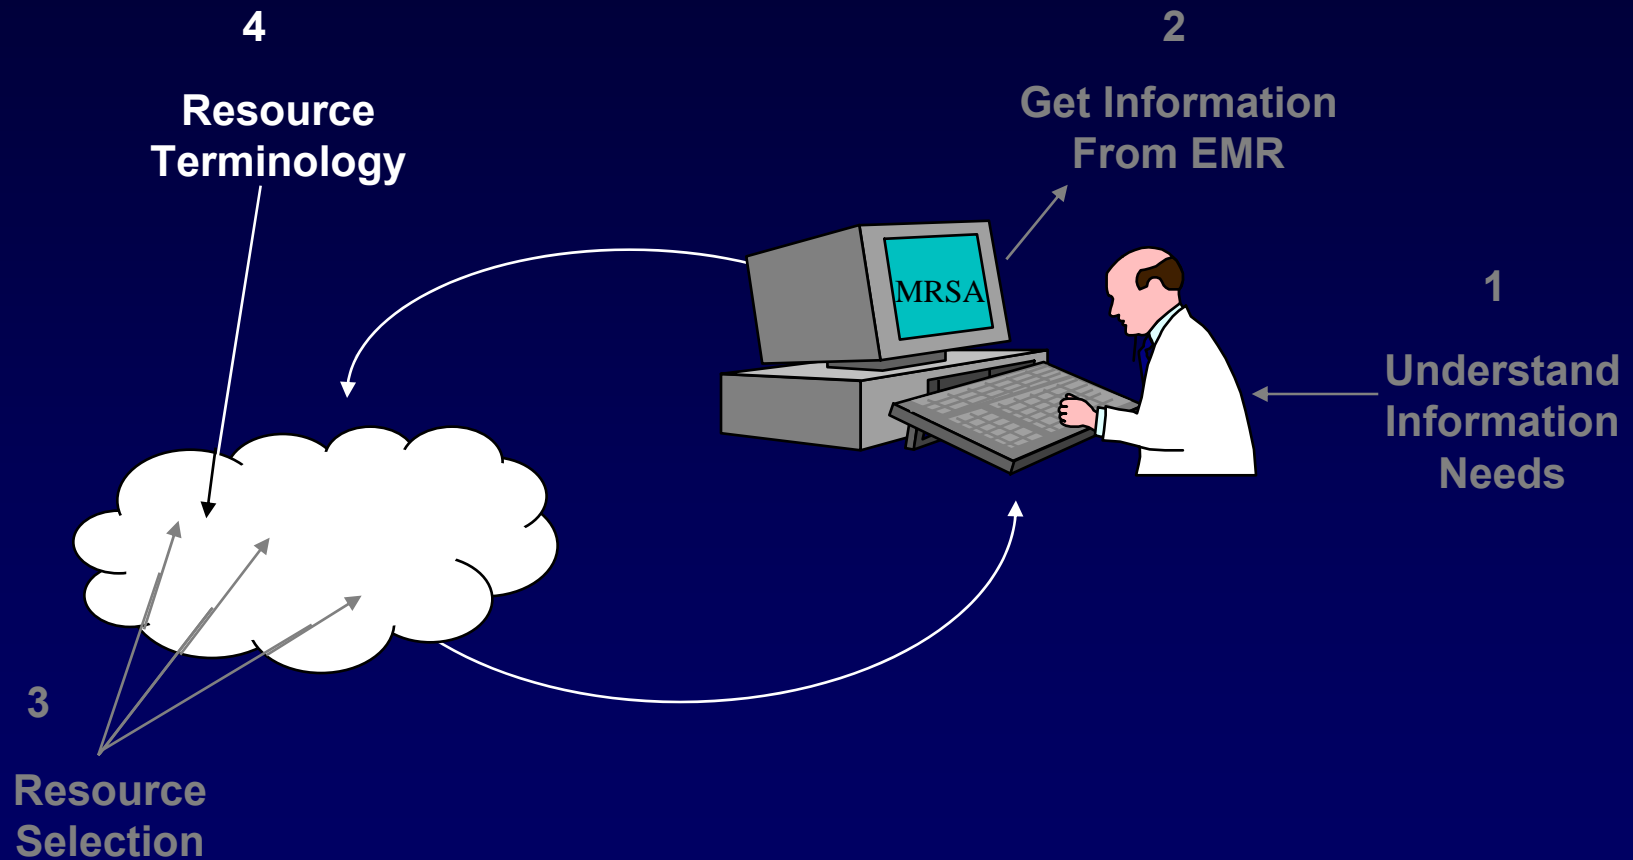 4
Resource
Terminology
2
Get Information
From EMR
MRSA
1
Understand
Information
Needs
3
Resource
Selection